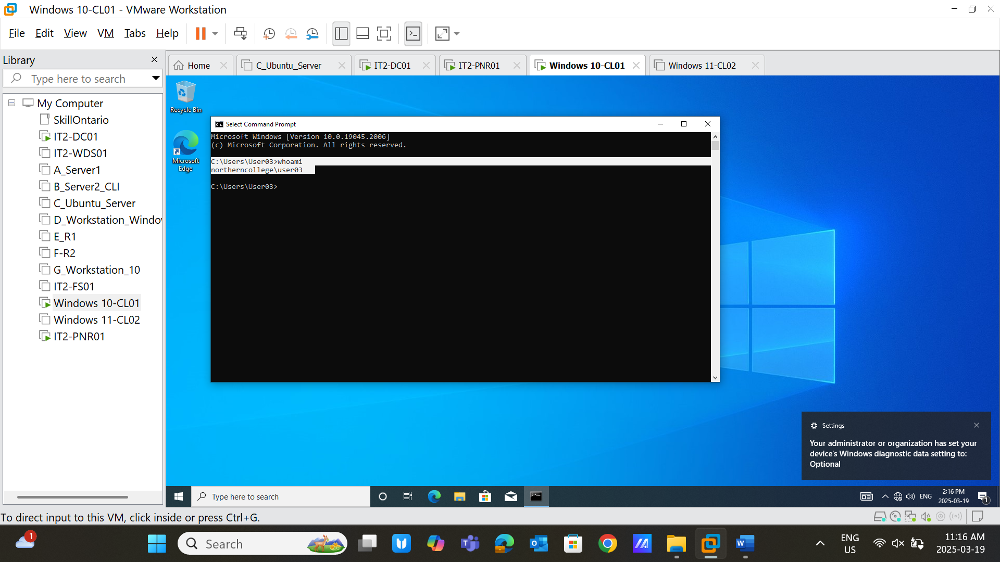 Windows 10-CL01 - VMware Workstation
File Edit View VM Tabs Help
Library
Type here to search
My Computer
SkillOntario
IT2-DC01
IT2-WDS01
A_Server1
B_Server2_CLI
C_Ubuntu_Server
D_Workstation_Windo
E_R1
F-R2
G_Workstation_10
IT2-FS01
Windows 10-CL01
Windows 11-CL02
IT2-PNR01
Home C_Ubuntu_Server IT2-DC01 IT2-PNR01 Windows 10-CL01 Windows 11-CL02
Recycle Bin
Microsoft
Edge
Select Command Prompt
Microsoft Windows [Version 10.0.19045.2006]
(c) Microsoft Corporation. All rights reserved.
C:\Users\User03>whoami
northerncollege\user03
C:\Users\User03>
Settings
Your administrator or organization has set your
device's Windows diagnostic data setting to:
Optional
Type here to search
ENG
2:16 PM
2025-03-19
1
To direct input to this VM, click inside or press Ctrl+G.
1
Search
ENG
US
11:16 AM
2025-03-19